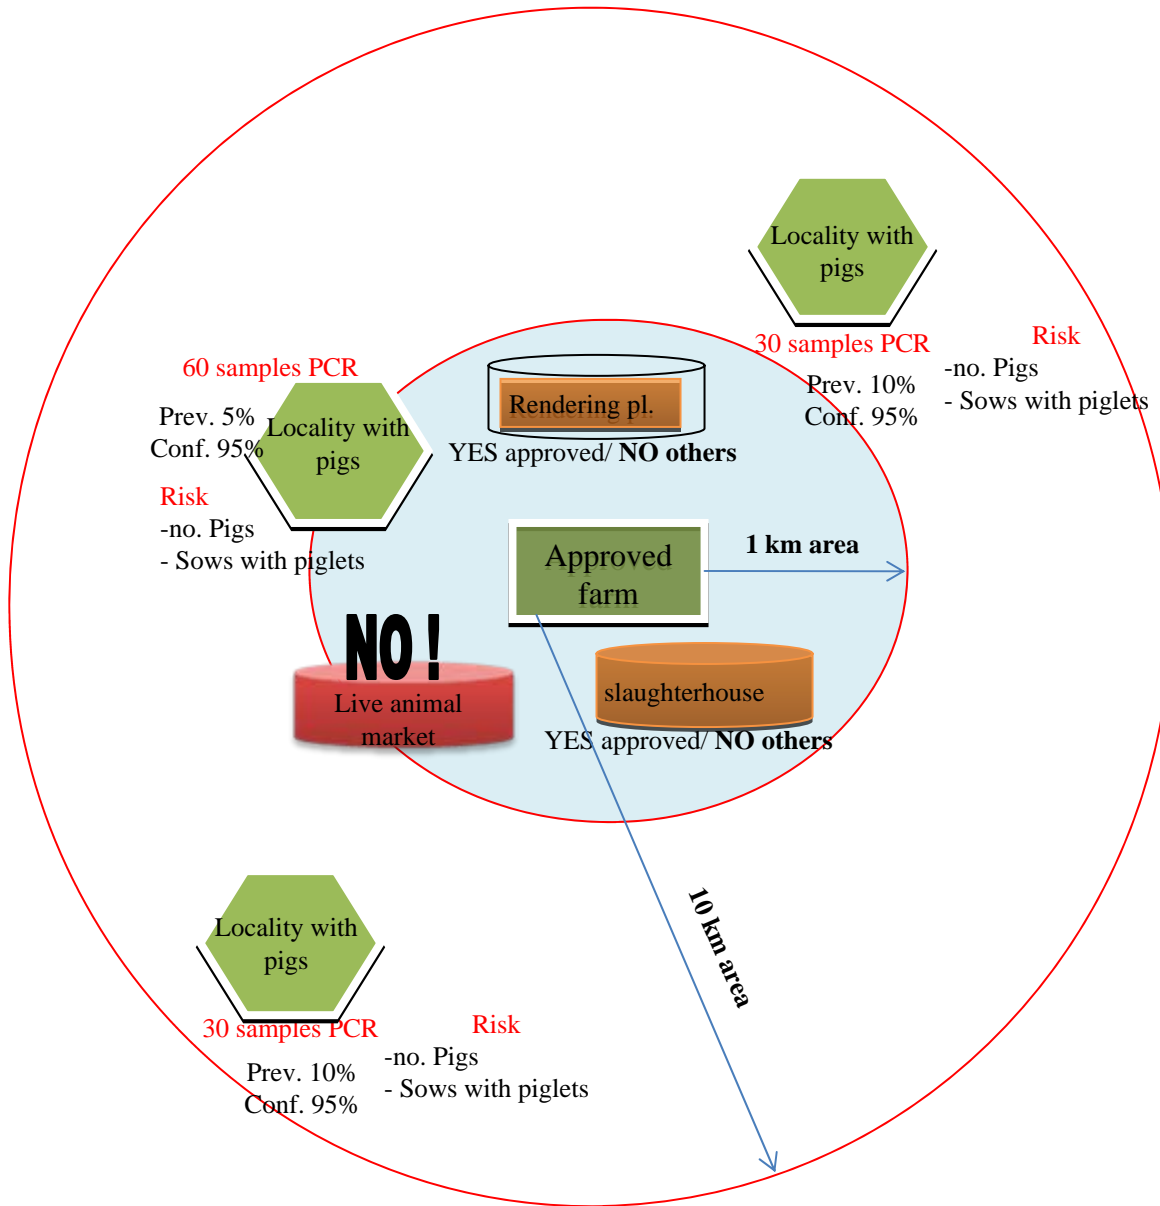 Locality with
pigs
30 samples PCR
Risk
Prev. 10%
Conf. 95%
-no. Pigs
- Sows with piglets
60 samples PCR
Prev. 5%
Conf. 95%
Locality with
pigs
Risk
-no. Pigs
- Sows with piglets
Rendering pl.
YES approved/ NO others
Approved
farm
1 km area
NO !
Live animal
market
slaughterhouse
YES approved/ NO others
10 km area
Locality with
pigs
30 samples PCR
Risk
Prev. 10%
Conf. 95%
-no. Pigs
- Sows with piglets